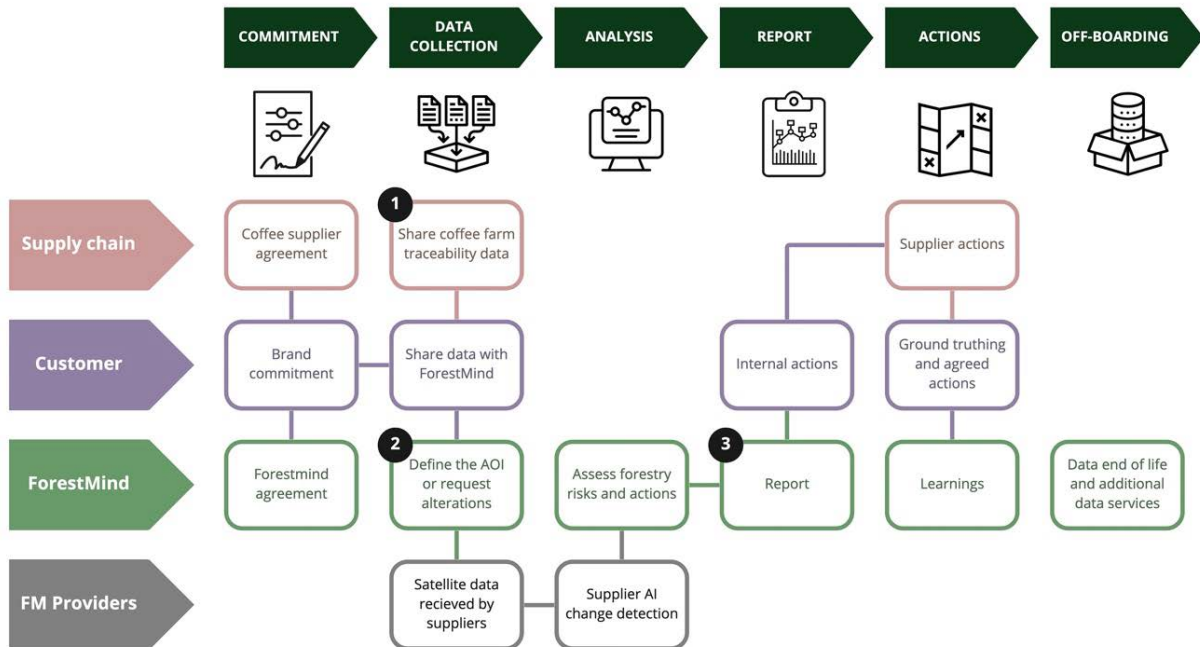 COMMITMENT
DATA
COLLECTION
ANALYSIS
REPORT
ACTIONS
OFF-BOARDING
Supply chain
Coffee supplier
agreement
1
Share coffee farm
traceability data
Supplier actions
Customer
Brand
commitment
Share data with
ForestMind
Internal actions
Ground truthing
and agreed
actions
ForestMind
Forestmind
agreement
2
Define the AOI
or request
alterations
Assess forestry
risks and actions
3
Report
Learnings
Data end of life
and additional
data services
FM Providers
Satellite data
recieved by
suppliers
Supplier AI
change detection